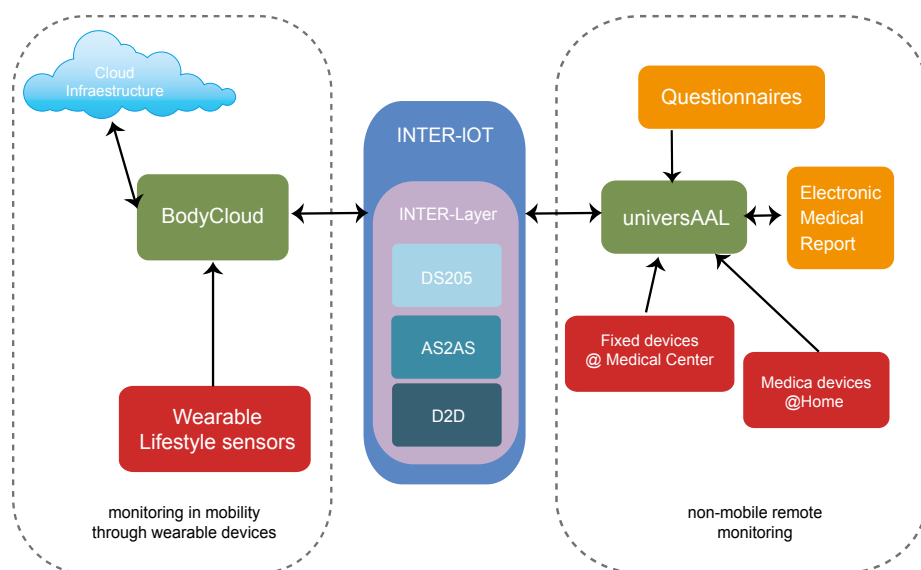 Cloud
Infraestructure
BodyCloud
Wearable
Lifestyle sensors
monitoring in mobility
through wearable devices
INTER-IOT
INTER-Layer
DS205
AS2AS
D2D
Questionnaires
universAAL
Electronic
Medical
Report
Fixed devices
@ Medical Center
Medica devices
@Home
non-mobile remote
monitoring